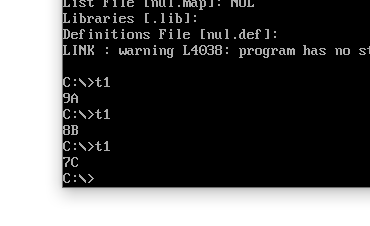 List File [nul.map]: NUL
Libraries [.lib]:
Definitions File [nul.def]:
LINK : warning L4038: program has no
C:\>t1
9A
C:\>t1
8B
C:\>t1
7C
C:\>